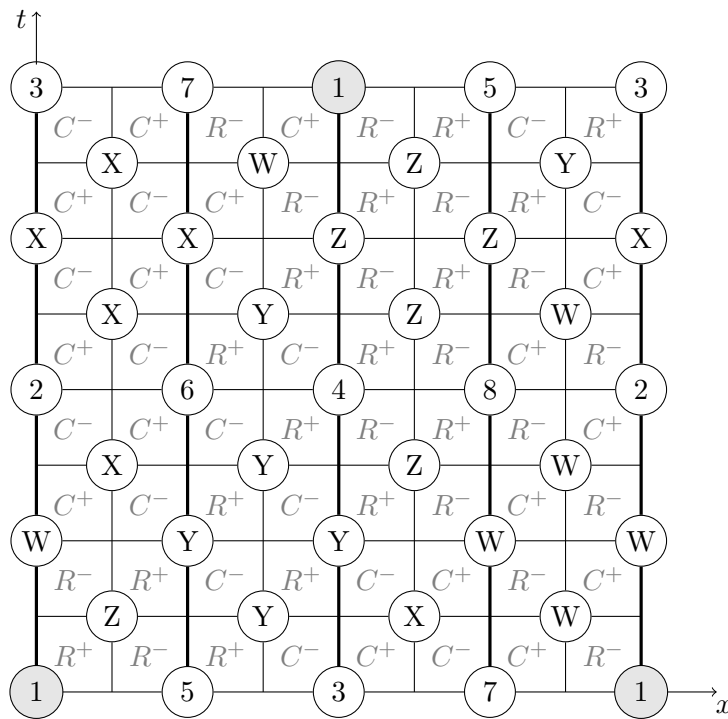 t
3 7 1 5 3
C⁻ C⁺ R⁻ C⁺ R⁻ R⁺ C⁻ R⁺
X W Z Y
C⁺ C⁻ C⁺ R⁻ R⁺ R⁻ R⁺ C⁻
X X Z Z X
C⁻ C⁺ C⁻ R⁺ R⁻ R⁺ R⁻ C⁺
X Y Z W
C⁺ C⁻ R⁺ C⁻ R⁺ R⁻ C⁺ R⁻
2 6 4 8 2
C⁻ C⁺ C⁻ R⁺ R⁻ R⁺ R⁻ C⁺
X Y Z W
C⁺ C⁻ R⁺ C⁻ R⁺ R⁻ C⁺ R⁻
W Y Y W W
R⁻ R⁺ C⁻ R⁺ C⁻ C⁺ R⁻ C⁺
Z Y X W
R⁺ R⁻ R⁺ C⁻ C⁺ C⁻ C⁺ R⁻
1 5 3 7 1
x